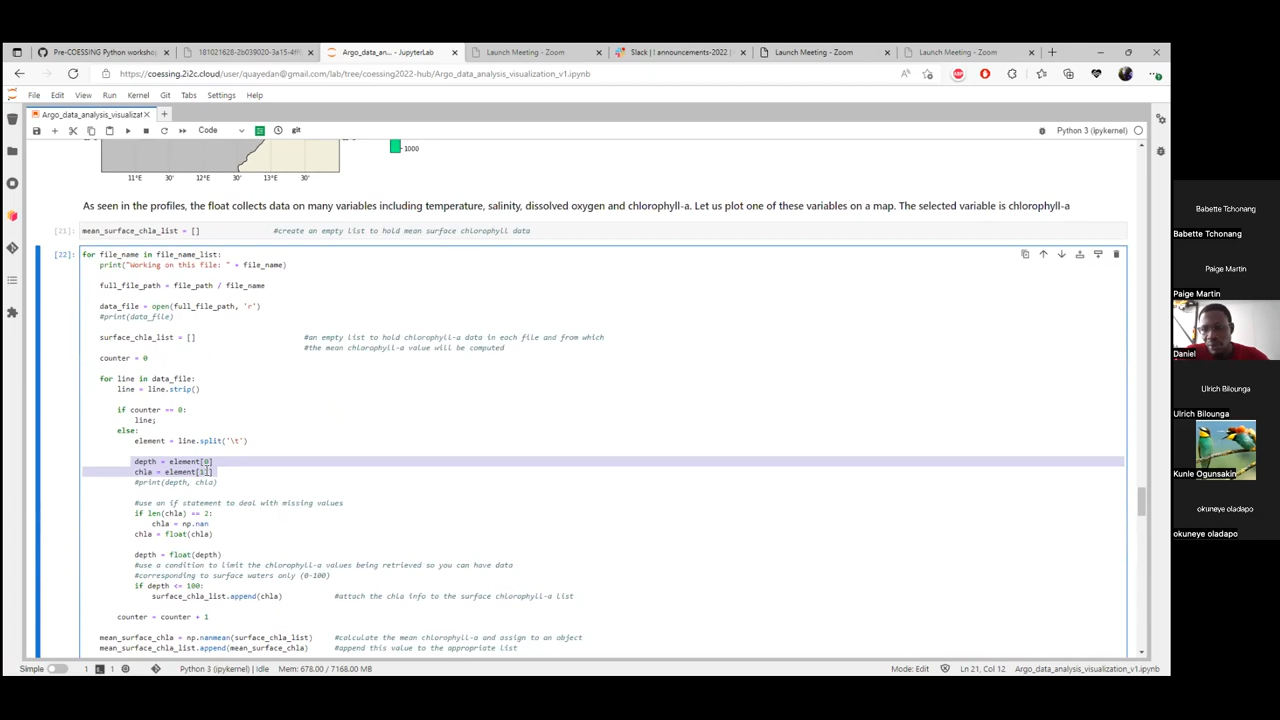 Pre-COESSING Python workshop
181021628-2b039020-3a15-4ff
Argo_data_an... - JupyterLab
Launch Meeting - Zoom
Slack | ! announcements-2022 |
Launch Meeting - Zoom
Launch Meeting - Zoom
https://coessing.2i2c.cloud/user/quayedan@gmail.com/lab/tree/coessing2022-hub/Argo_data_analysis_visualization_v1.ipynb
File Edit View Run Kernel Git Tabs Settings Help
Argo_data_analysis_visualizat
Code
git
Python 3 (ipykernel)
1000
11°E 30' 12°E 30' 13°E 30'
As seen in the profiles, the float collects data on many variables including temperature, salinity, dissolved oxygen and chlorophyll-a. Let us plot one of these variables on a map. The selected variable is chlorophyll-a
[21]: mean_surface_chla_list = [] #create an empty list to hold mean surface chlorophyll data
[22]: for file_name in file_name_list:
print("Working on this file: " + file_name)
full_file_path = file_path / file_name
data_file = open(full_file_path, 'r')
#print(data_file)
surface_chla_list = [] #an empty list to hold chlorophyll-a data in each file and from which
#the mean chlorophyll-a value will be computed
counter = 0
for line in data_file:
line = line.strip()
if counter == 0:
line;
else:
element = line.split('\t')
depth = element[0]
chla = element[1]
#print(depth, chla)
#use an if statement to deal with missing values
if len(chla) == 2:
chla = np.nan
chla = float(chla)
depth = float(depth)
#use a condition to limit the chlorophyll-a values being retrieved so you can have data
#corresponding to surface waters only (0-100)
if depth <= 100:
surface_chla_list.append(chla) #attach the chla info to the surface chlorophyll-a list
counter = counter + 1
mean_surface_chla = np.nanmean(surface_chla_list) #calculate the mean chlorophyll-a and assign to an object
mean_surface_chla_list.append(mean_surface_chla) #append this value to the appropriate list
Simple 1 1 Python 3 (ipykernel) | Idle Mem: 678.00 / 7168.00 MB Mode: Edit Ln 21, Col 12 Argo_data_analysis_visualization_v1.ipynb
Babette Tchonang
Babette Tchonang
Paige Martin
Paige Martin
Daniel
Ulrich Bilounga
Ulrich Bilounga
Kunle Ogunsakin
okuneye oladapo
okuneye oladapo